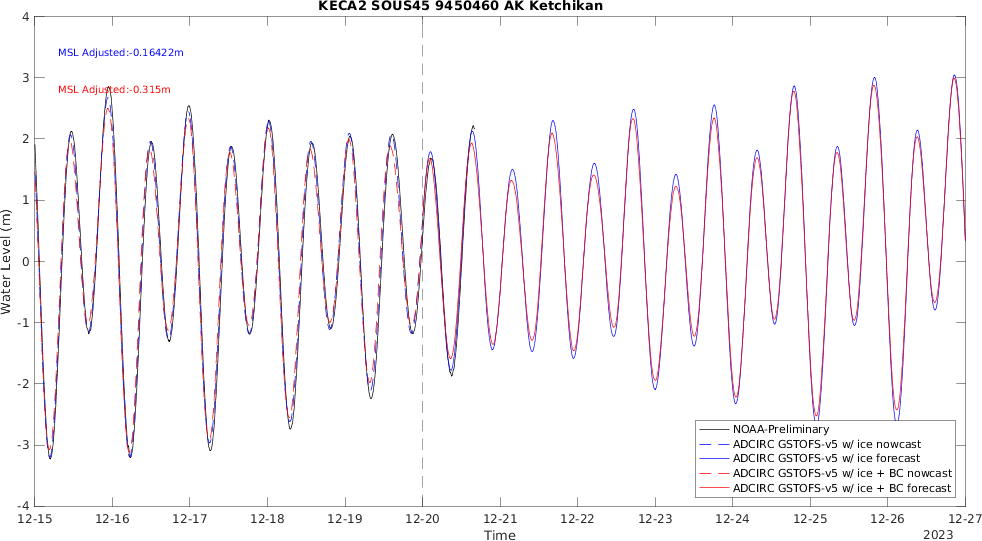 KECA2 SOUS45 9450460 AK Ketchikan
4
3
2
1
0
-1
-2
-3
-4
Water Level (m)
MSL Adjusted:-0.16422m
MSL Adjusted:-0.315m
NOAA-Preliminary
ADCIRC GSTOFS-v5 w/ ice nowcast
ADCIRC GSTOFS-v5 w/ ice forecast
ADCIRC GSTOFS-v5 w/ ice + BC nowcast
ADCIRC GSTOFS-v5 w/ ice + BC forecast
12-15 12-16 12-17 12-18 12-19 12-20 12-21 12-22 12-23 12-24 12-25 12-26 12-27
Time
2023